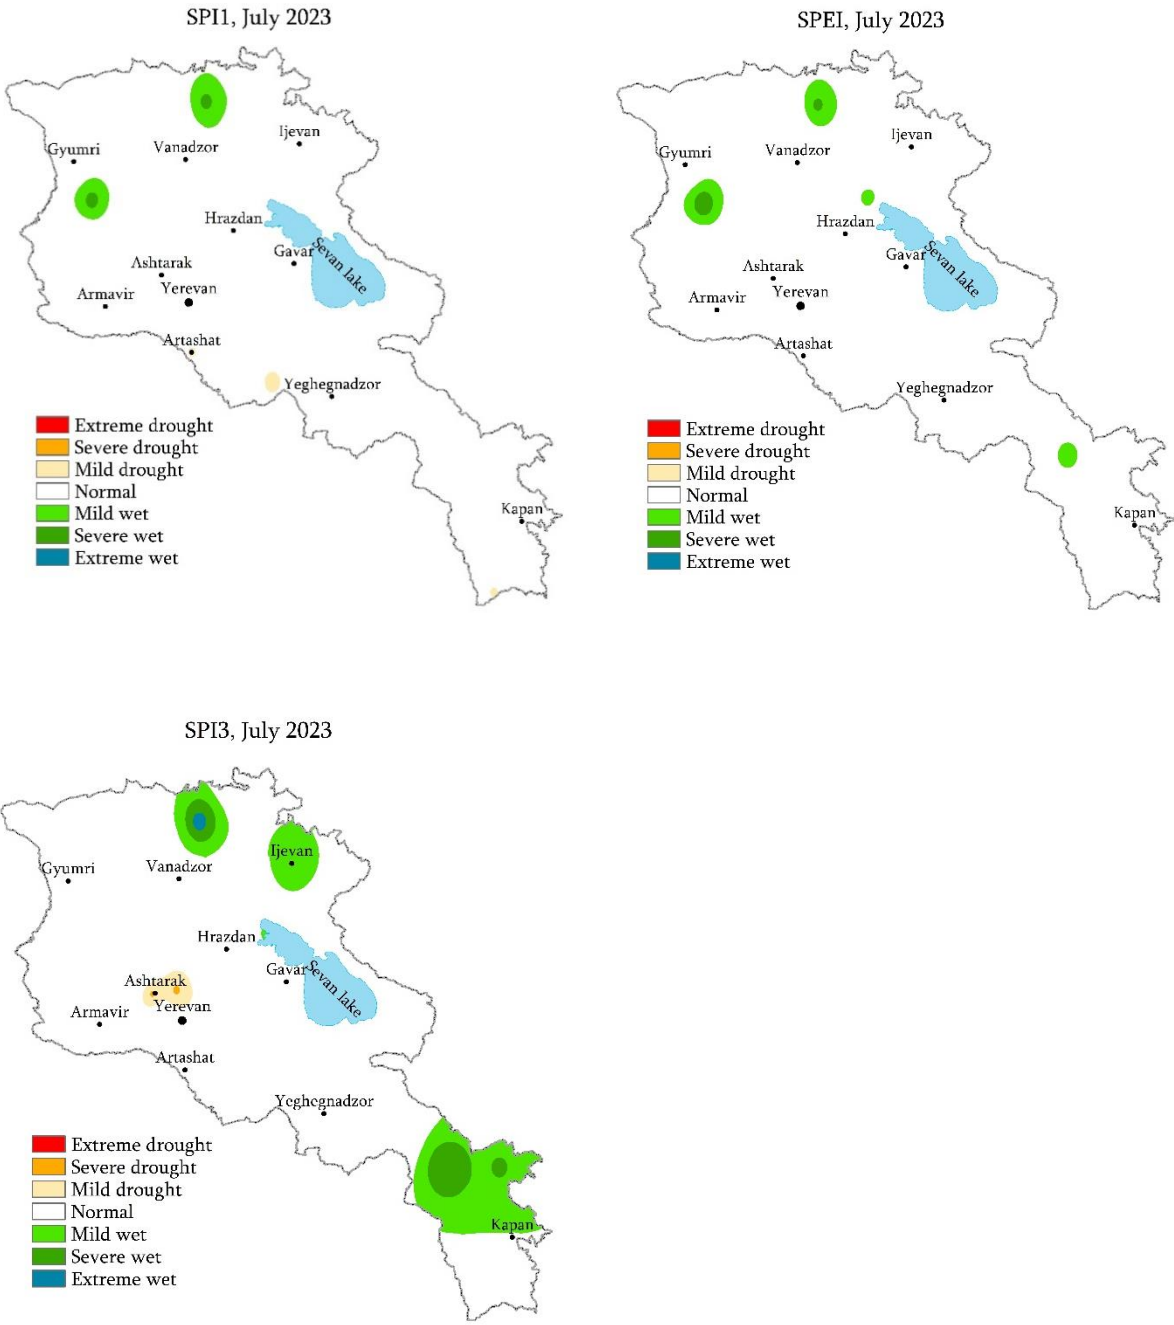 SPI1, July 2023
Ijevan
Gyumri
Vanadzor
Hrazdan
Gavar
Sevan lake
Ashtarak
Yerevan
Armavir
Artashat
Yeghegnadzor
Kapan
Extreme drought
Severe drought
Mild drought
Normal
Mild wet
Severe wet
Extreme wet
SPEI, July 2023
Ijevan
Gyumri
Vanadzor
Hrazdan
Gavar
Sevan lake
Ashtarak
Yerevan
Armavir
Artashat
Yeghegnadzor
Kapan
Extreme drought
Severe drought
Mild drought
Normal
Mild wet
Severe wet
Extreme wet
SPI3, July 2023
Ijevan
Gyumri
Vanadzor
Hrazdan
Gavar
Sevan lake
Ashtarak
Yerevan
Armavir
Artashat
Yeghegnadzor
Kapan
Extreme drought
Severe drought
Mild drought
Normal
Mild wet
Severe wet
Extreme wet